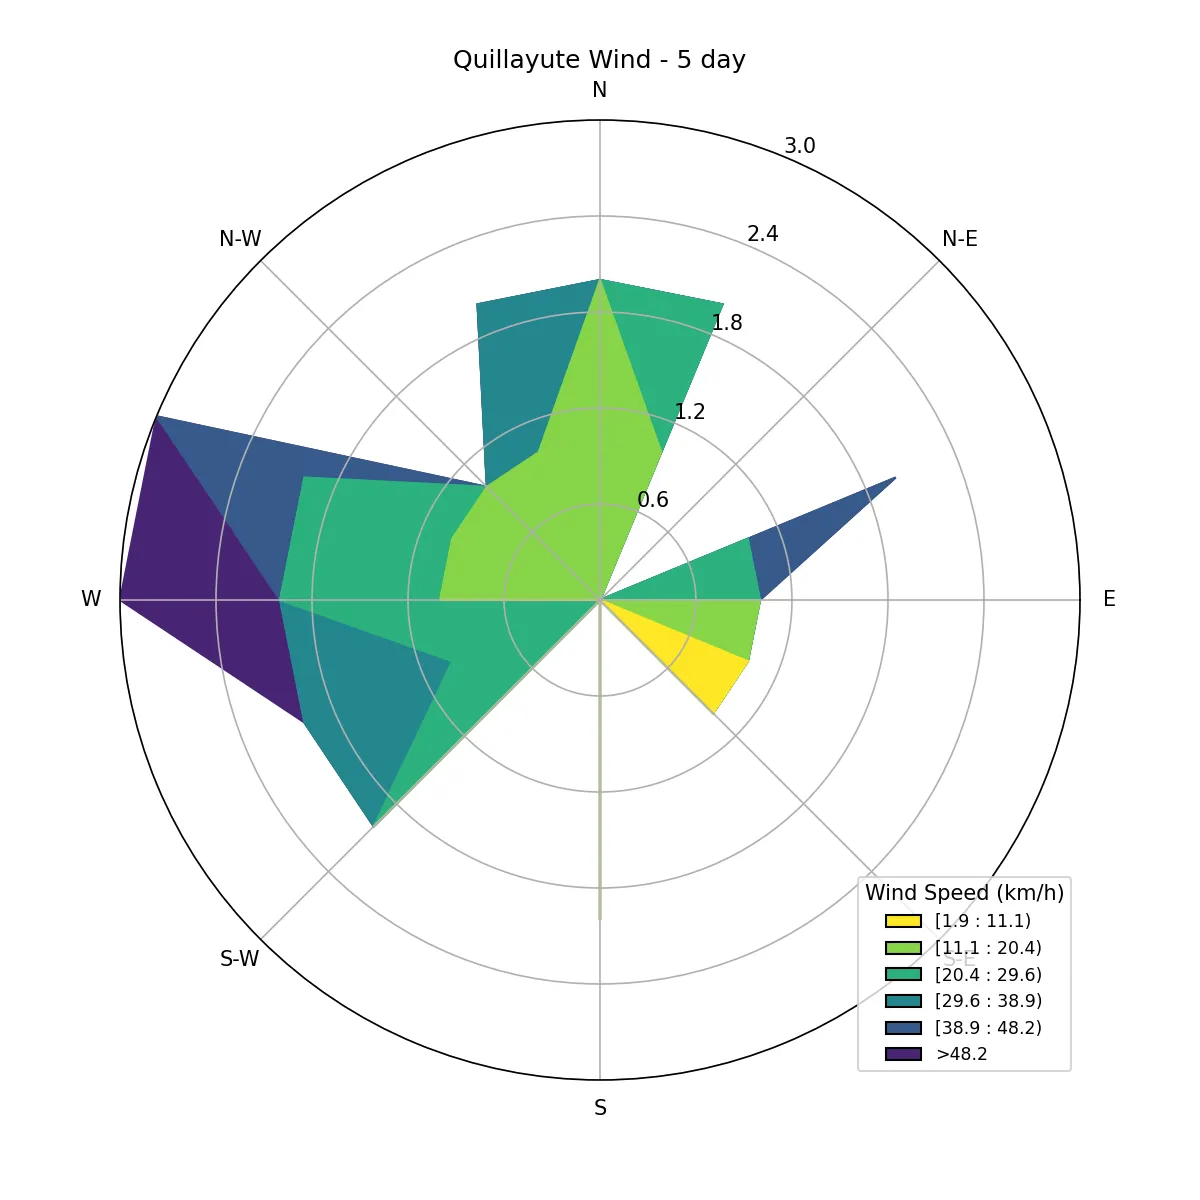 Quillayute Wind - 5 day
N
3.0
N-W
2.4
N-E
1.8
1.2
0.6
W
E
Wind Speed (km/h)
[1.9 : 11.1)
[11.1 : 20.4)
S-W
S-E
[20.4 : 29.6)
[29.6 : 38.9)
[38.9 : 48.2)
>48.2
S